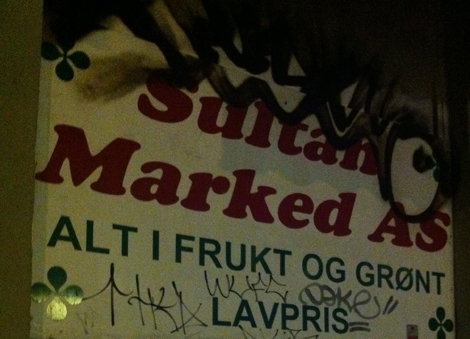 Sultan
Marked As
ALT I FRUKT OG GRØNT
LAVPRIS